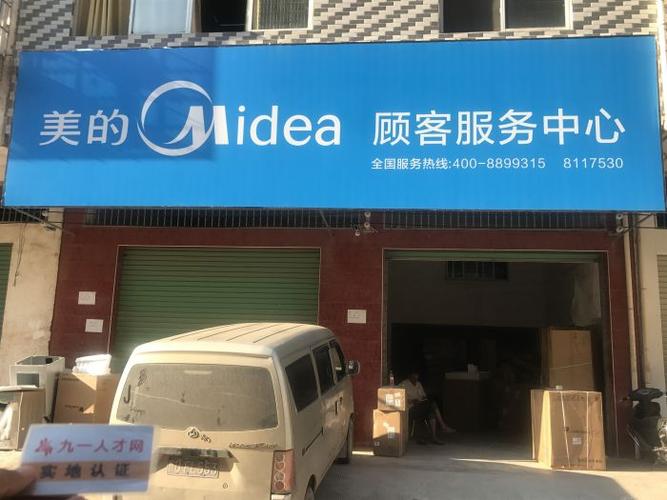 美的 Midea 顾客服务中心
全国服务热线:400-8899315 8117530
九一人才网
实地认证